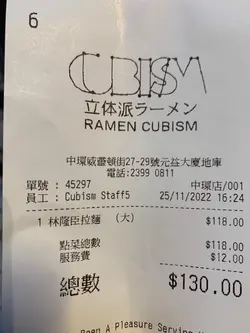 6
CUBISM
立体派ラーメン
RAMEN CUBISM
中環威靈頓街27-29號元益大廈地庫
電話:2399 0811
單號 : 45297 中環店/001
員工 : Cubism Staff5 25/11/2022 16:24
1 林隆臣拉麵 (大) $118.00
點菜總數 $118.00
服務費 $12.00
總數 $130.00
Been A pleasure Serving